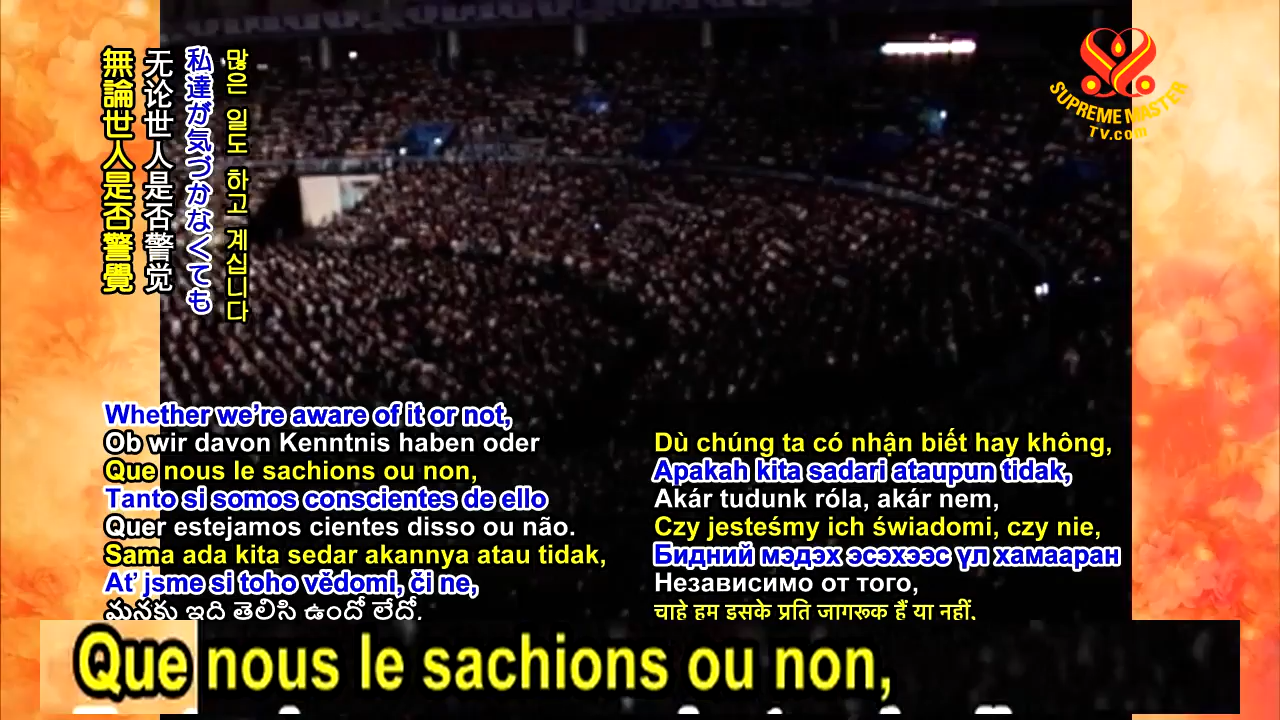 無論世人是否警覺
无论世人是否警觉
私達が気づかなくても
많은 일도 하고 계십니다
SUPREME MASTER
TV.com
Whether we're aware of it or not,
Ob wir davon Kenntnis haben oder
Que nous le sachions ou non,
Tanto si somos conscientes de ello
Quer estejamos cientes disso ou não.
Sama ada kita sedar akannya atau tidak,
Ať jsme si toho vědomi, či ne,
మనకు ఇది తెలిసి ఉందో లేదో,
Dù chúng ta có nhận biết hay không,
Apakah kita sadari ataupun tidak,
Akár tudunk róla, akár nem,
Czy jesteśmy ich świadomi, czy nie,
Бидний мэдэх эсэхээс үл хамааран
Независимо от того,
चाहे हम इसके प्रति जागरूक हैं या नहीं,
Que nous le sachions ou non,